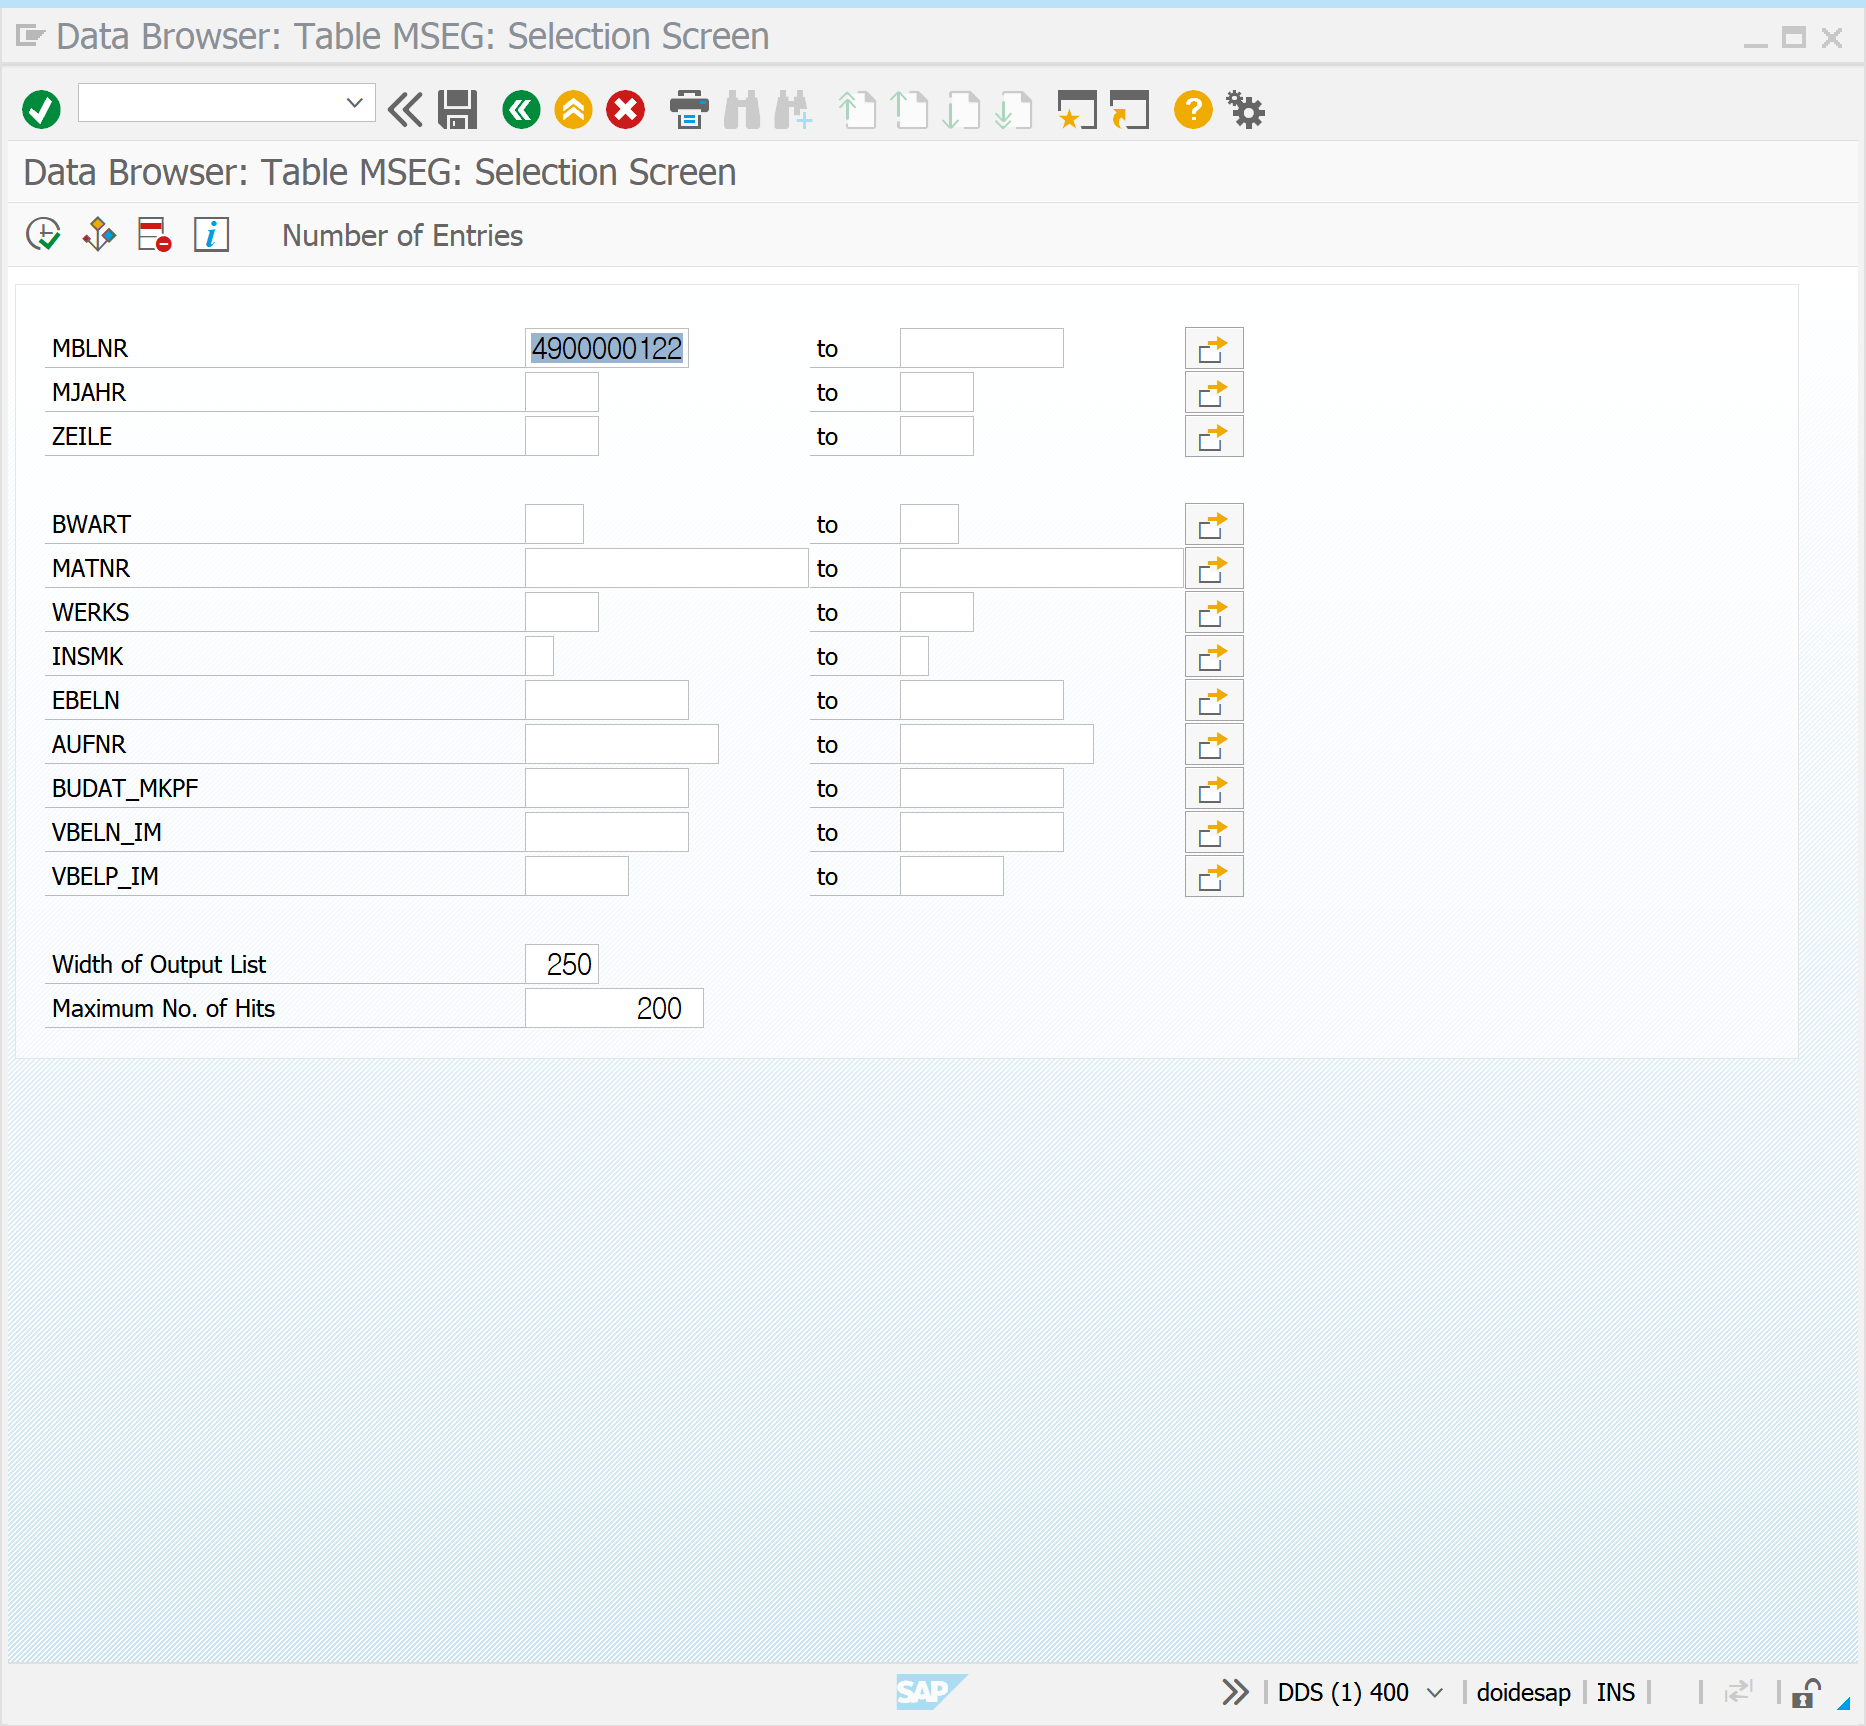 Data Browser: Table MSEG: Selection Screen
Data Browser: Table MSEG: Selection Screen
Number of Entries
MBLNR 4900000122 to
MJAHR to
ZEILE to
BWART to
MATNR to
WERKS to
INSMK to
EBELN to
AUFNR to
BUDAT_MKPF to
VBELN_IM to
VBELP_IM to
Width of Output List 250
Maximum No. of Hits 200
SAP DDS (1) 400 doidesap INS